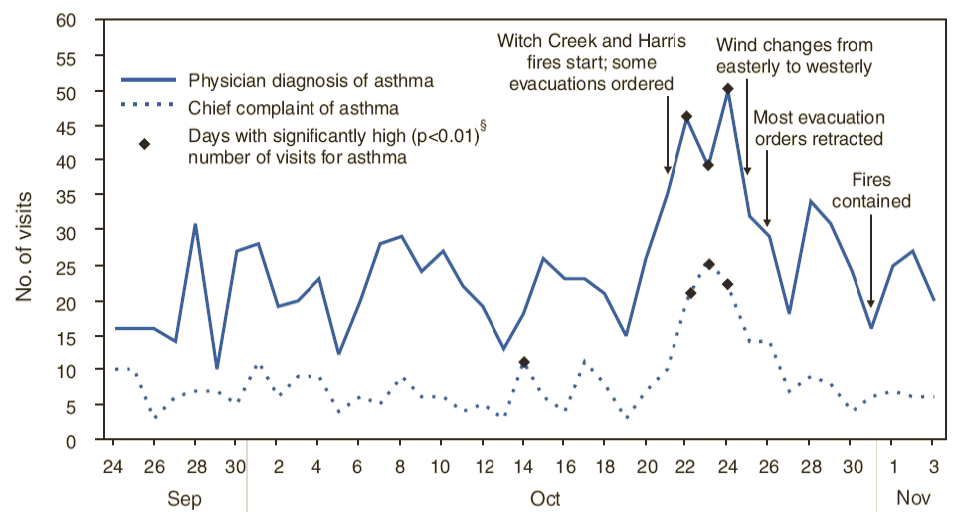 60
55
50
45
40
35
30
25
20
15
10
5
0
No. of visits
Physician diagnosis of asthma
Chief complaint of asthma
Days with significantly high (p<0.01)§
number of visits for asthma
Witch Creek and Harris
fires start; some
evacuations ordered
Wind changes from
easterly to westerly
Most evacuation
orders retracted
Fires
contained
24 26 28 30 2 4 6 8 10 12 14 16 18 20 22 24 26 28 30 1 3
Sep Oct Nov